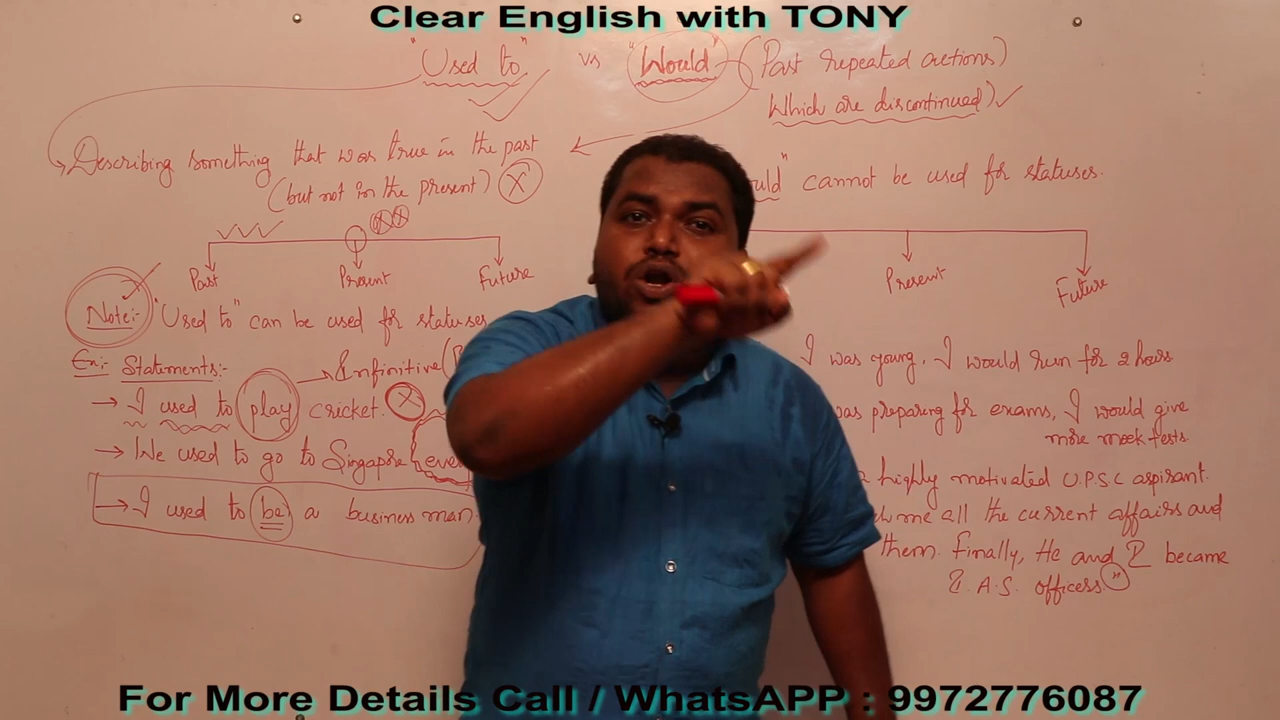 Clear English with TONY
"Used to" vs "Would" (Past repeated actions)
Which are discontinued)
Describing something that was true in the past
(but not in the present) X
"would" cannot be used for statuses.
Past Present Future
Present Future
Note:- "Used to" can be used for statuses
En:- Statements:- Infinitive
I used to play cricket. X
We used to go to Singapore
I used to be a business man
I was young, I would run for 2 hours
was preparing for exams, I would give
more mock tests.
highly motivated U.P.S.C aspirant.
me all the current affairs and
them. Finally, He and I became
I.A.S. officers."
For More Details Call / WhatsAPP : 9972776087